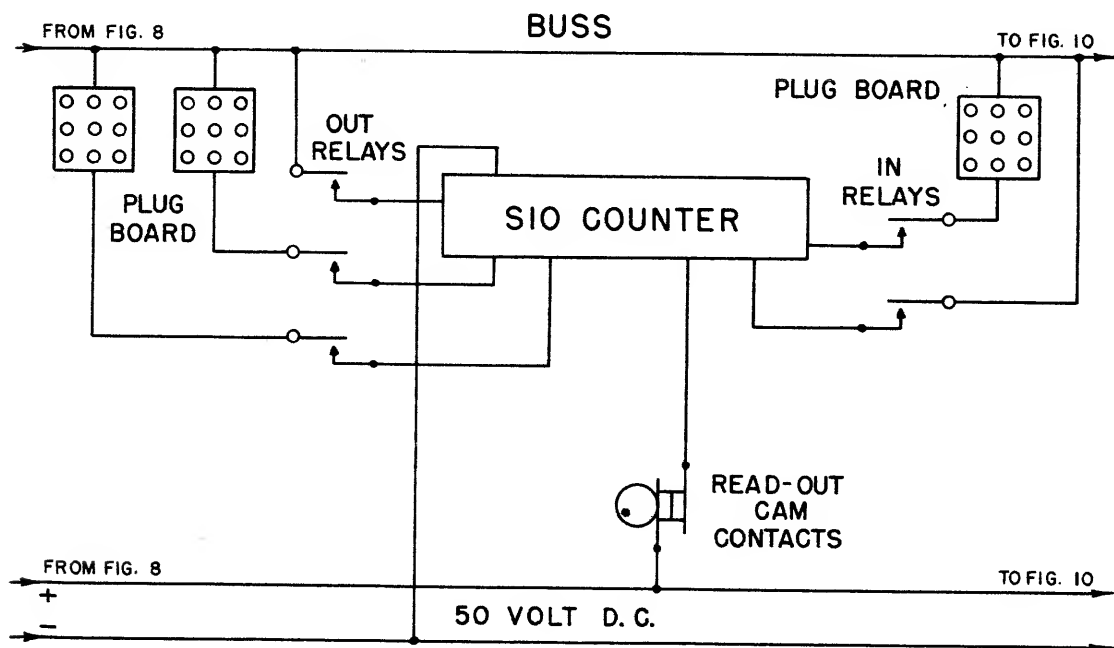 FROM FIG. 8
BUSS
TO FIG. 10
PLUG BOARD
OUT
RELAYS
IN
RELAYS
PLUG
BOARD
SIO COUNTER
READ-OUT
CAM
CONTACTS
FROM FIG. 8
TO FIG. 10
+
50 VOLT D.C.
−